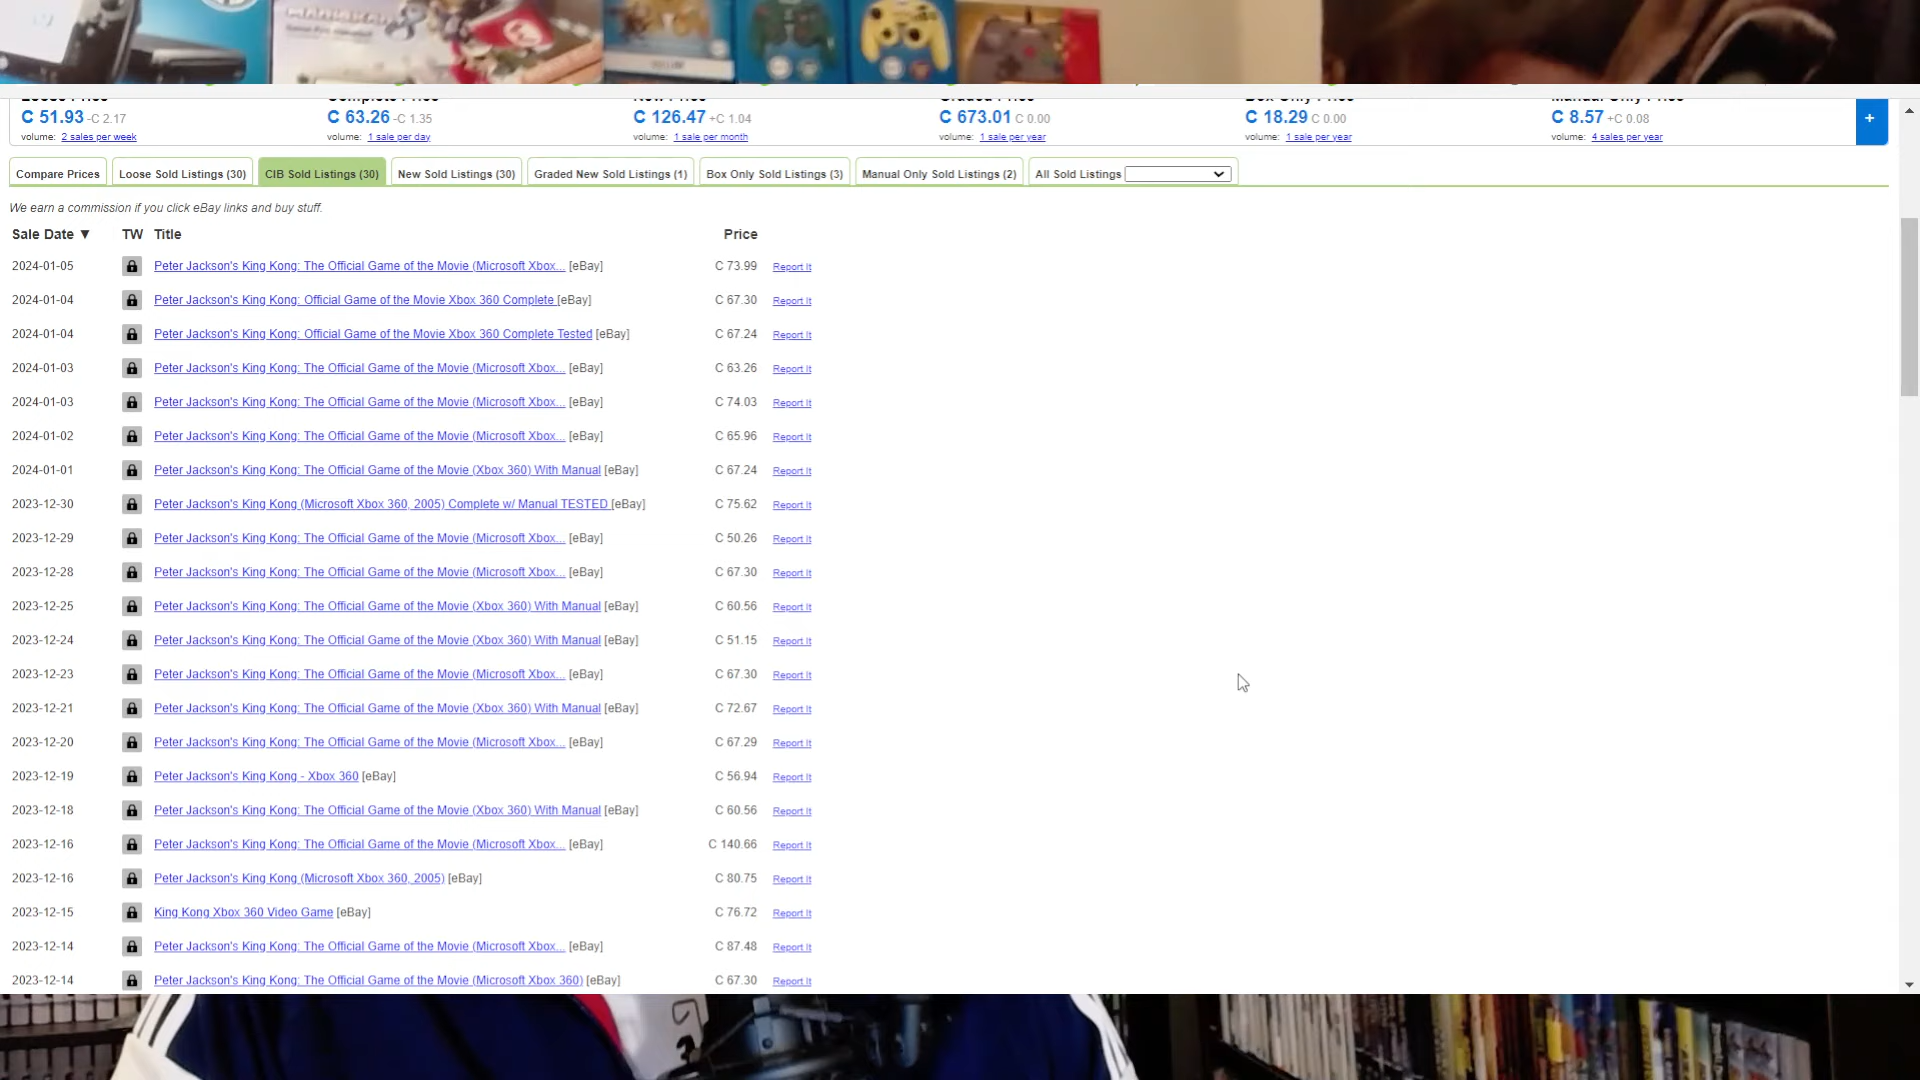 C 51.93 -C 2.17 C 63.26 -C 1.35 C 126.47 +C 1.04 C 673.01 C 0.00 C 18.29 C 0.00 C 8.57 +C 0.08 +
volume: 2 sales per week volume: 1 sale per day volume: 1 sale per month volume: 1 sale per year volume: 1 sale per year volume: 4 sales per year
Compare Prices Loose Sold Listings (30) CIB Sold Listings (30) New Sold Listings (30) Graded New Sold Listings (1) Box Only Sold Listings (3) Manual Only Sold Listings (2) All Sold Listings
We earn a commission if you click eBay links and buy stuff.
Sale Date ▼ TW Title Price
2024-01-05 Peter Jackson's King Kong: The Official Game of the Movie (Microsoft Xbox... [eBay] C 73.99 Report It
2024-01-04 Peter Jackson's King Kong: Official Game of the Movie Xbox 360 Complete [eBay] C 67.30 Report It
2024-01-04 Peter Jackson's King Kong: Official Game of the Movie Xbox 360 Complete Tested [eBay] C 67.24 Report It
2024-01-03 Peter Jackson's King Kong: The Official Game of the Movie (Microsoft Xbox... [eBay] C 63.26 Report It
2024-01-03 Peter Jackson's King Kong: The Official Game of the Movie (Microsoft Xbox... [eBay] C 74.03 Report It
2024-01-02 Peter Jackson's King Kong: The Official Game of the Movie (Microsoft Xbox... [eBay] C 65.96 Report It
2024-01-01 Peter Jackson's King Kong: The Official Game of the Movie (Xbox 360) With Manual [eBay] C 67.24 Report It
2023-12-30 Peter Jackson's King Kong (Microsoft Xbox 360, 2005) Complete w/ Manual TESTED [eBay] C 75.62 Report It
2023-12-29 Peter Jackson's King Kong: The Official Game of the Movie (Microsoft Xbox... [eBay] C 50.26 Report It
2023-12-28 Peter Jackson's King Kong: The Official Game of the Movie (Microsoft Xbox... [eBay] C 67.30 Report It
2023-12-25 Peter Jackson's King Kong: The Official Game of the Movie (Xbox 360) With Manual [eBay] C 60.56 Report It
2023-12-24 Peter Jackson's King Kong: The Official Game of the Movie (Xbox 360) With Manual [eBay] C 51.15 Report It
2023-12-23 Peter Jackson's King Kong: The Official Game of the Movie (Microsoft Xbox... [eBay] C 67.30 Report It
2023-12-21 Peter Jackson's King Kong: The Official Game of the Movie (Xbox 360) With Manual [eBay] C 72.67 Report It
2023-12-20 Peter Jackson's King Kong: The Official Game of the Movie (Microsoft Xbox... [eBay] C 67.29 Report It
2023-12-19 Peter Jackson's King Kong - Xbox 360 [eBay] C 56.94 Report It
2023-12-18 Peter Jackson's King Kong: The Official Game of the Movie (Xbox 360) With Manual [eBay] C 60.56 Report It
2023-12-16 Peter Jackson's King Kong: The Official Game of the Movie (Microsoft Xbox... [eBay] C 140.66 Report It
2023-12-16 Peter Jackson's King Kong (Microsoft Xbox 360, 2005) [eBay] C 80.75 Report It
2023-12-15 King Kong Xbox 360 Video Game [eBay] C 76.72 Report It
2023-12-14 Peter Jackson's King Kong: The Official Game of the Movie (Microsoft Xbox... [eBay] C 87.48 Report It
2023-12-14 Peter Jackson's King Kong: The Official Game of the Movie (Microsoft Xbox 360) [eBay] C 67.30 Report It